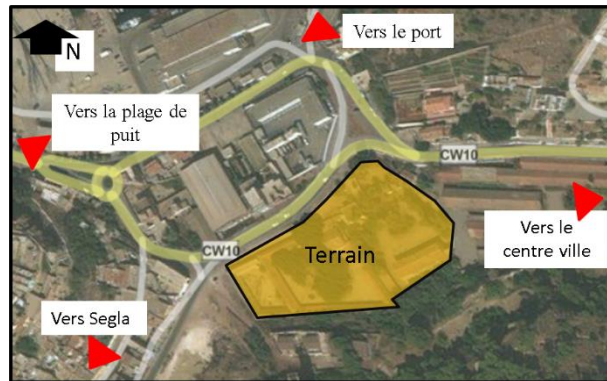 N
Vers le port
Vers la plage de
puit
CW10
CW10
Terrain
Vers le
centre ville
Vers Segla